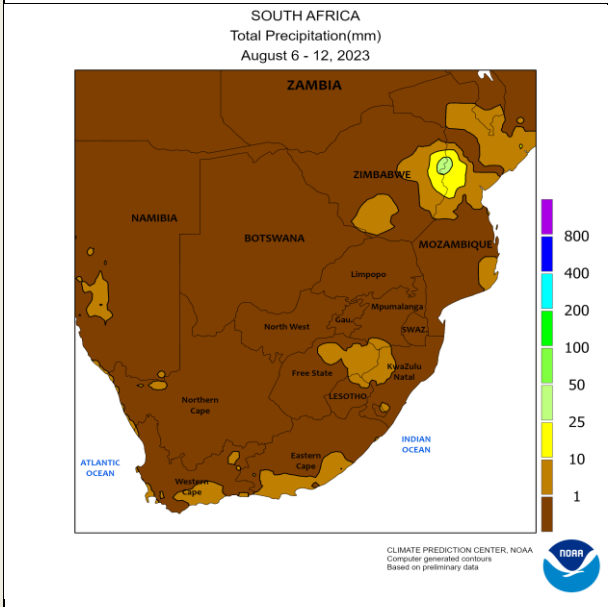 SOUTH AFRICA
Total Precipitation(mm)
August 6 - 12, 2023
ZAMBIA
ZIMBABWE
NAMIBIA
BOTSWANA
MOZAMBIQUE
Limpopo
Mpumalanga
North West
Gau.
SWAZ.
Free State
KwaZulu
Natal
Northern
Cape
LESOTHO
Eastern
Cape
Western
Cape
ATLANTIC
OCEAN
INDIAN
OCEAN
800
400
200
100
50
25
10
1
CLIMATE PREDICTION CENTER, NOAA
Computer generated contours
Based on preliminary data
NOAA